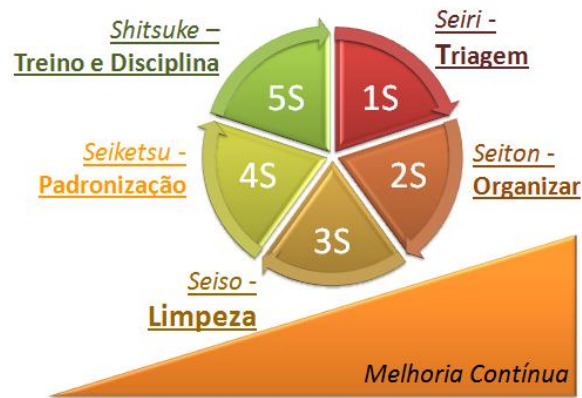 Seiri -
Triagem
1S
Seiton -
Organizar
2S
3S
Seiso -
Limpeza
4S
Seiketsu -
Padronização
5S
Shitsuke –
Treino e Disciplina
Melhoria Contínua